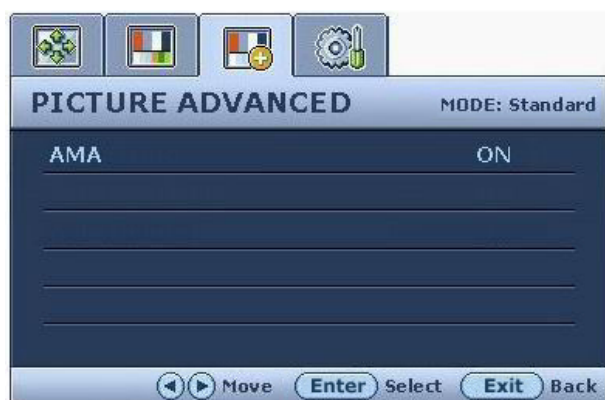 PICTURE ADVANCED MODE: Standard
AMA ON
Move Enter Select Exit Back